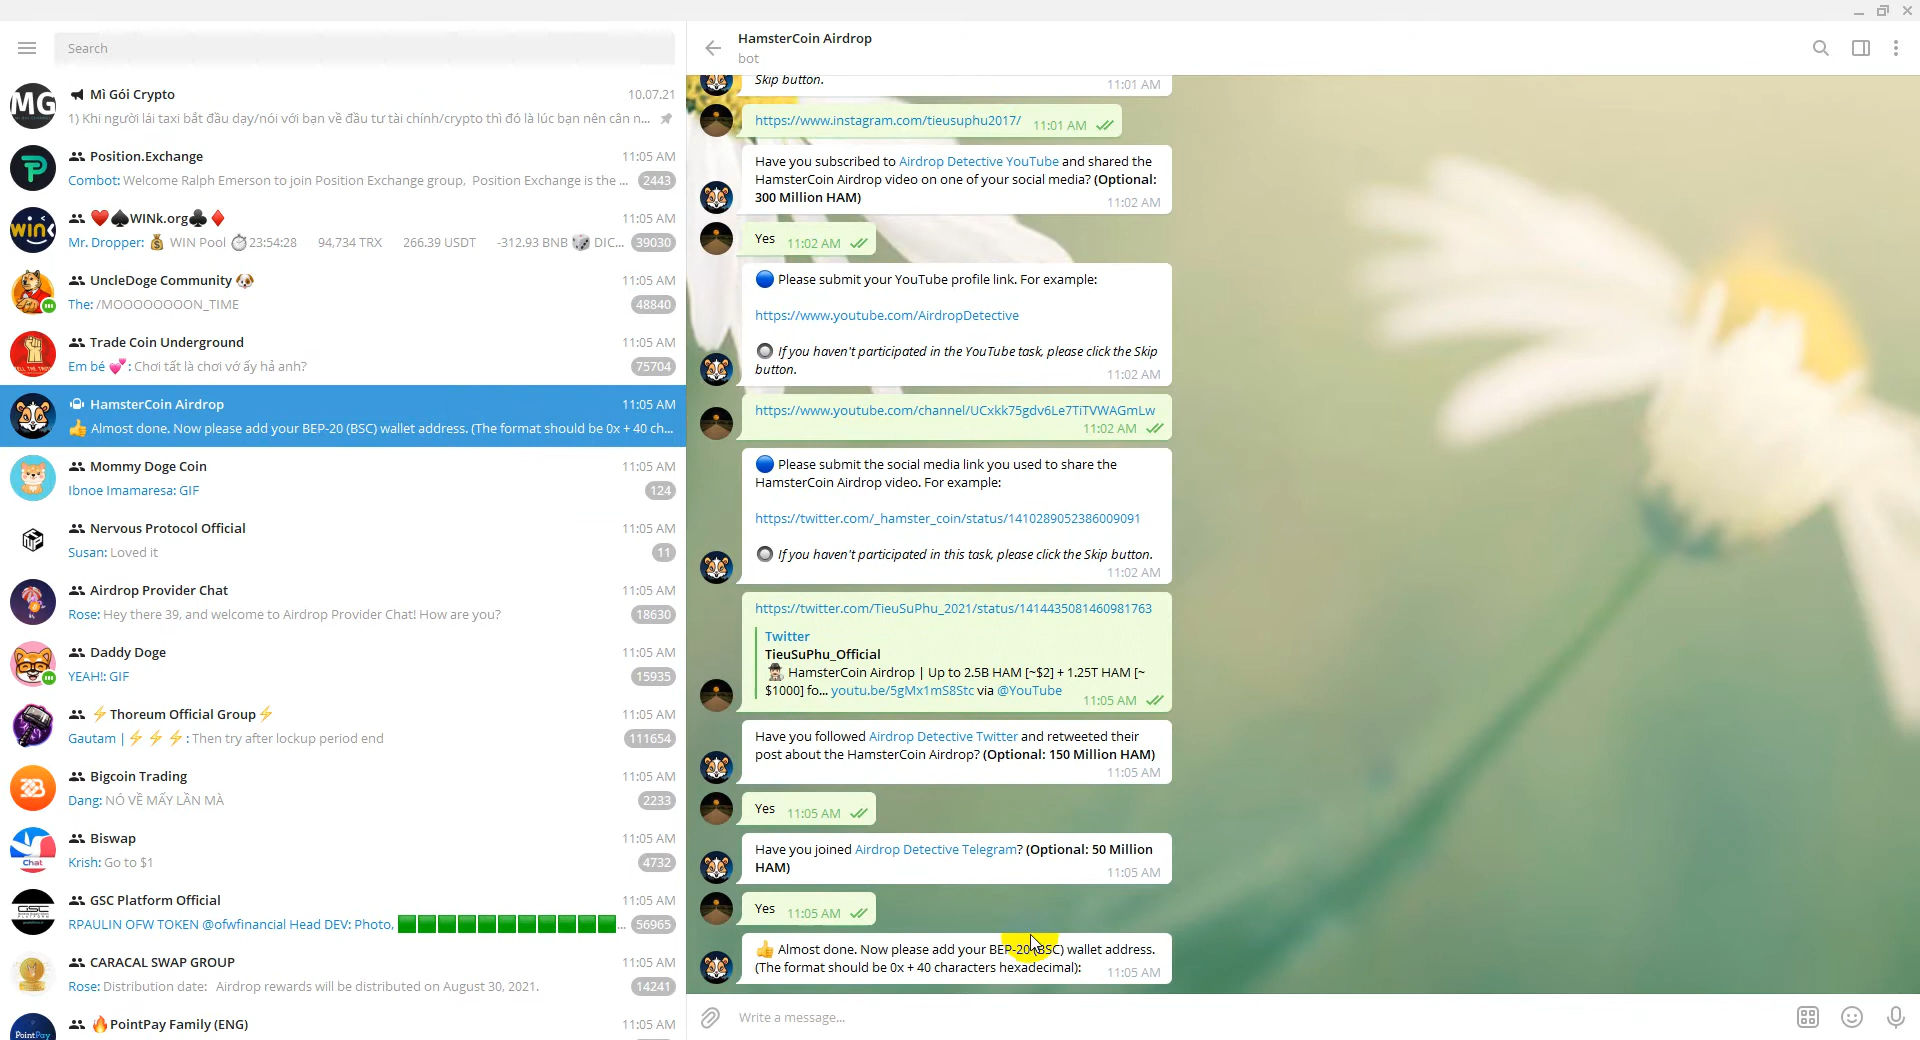 Search
Mì Gói Crypto
10.07.21
1) Khi người lái taxi bắt đầu dạy/nói với bạn về đầu tư tài chính/crypto thì đó là lúc bạn nên cân n...
Position.Exchange
11:05 AM
Combot: Welcome Ralph Emerson to join Position Exchange group,  Position Exchange is the ...
2443
♥️♠️WINk.org♣️♦️
11:05 AM
Mr. Dropper: 💰 WIN Pool ⏱23:54:28   94,734 TRX   266.39 USDT   -312.93 BNB 🎲 DIC...
39030
UncleDoge Community 🐶
11:05 AM
The: /MOOOOOOOON_TIME
48840
Trade Coin Underground
11:05 AM
Em bé 💕: Chơi tất là chơi vớ ấy hả anh?
75704
HamsterCoin Airdrop
11:05 AM
👍 Almost done. Now please add your BEP-20 (BSC) wallet address. (The format should be 0x + 40 ch...
Mommy Doge Coin
11:05 AM
Ibnoe Imamaresa: GIF
124
Nervous Protocol Official
11:05 AM
Susan: Loved it
11
Airdrop Provider Chat
11:05 AM
Rose: Hey there 39, and welcome to Airdrop Provider Chat! How are you?
18630
Daddy Doge
11:05 AM
YEAH!: GIF
15935
⚡Thoreum Official Group⚡
11:05 AM
Gautam | ⚡ ⚡ ⚡: Then try after lockup period end
111654
Bigcoin Trading
11:05 AM
Dang: NÓ VỀ MẤY LẦN MÀ
2233
Biswap
11:05 AM
Krish: Go to $1
4732
GSC Platform Official
11:05 AM
RPAULIN OFW TOKEN @ofwfinancial Head DEV: Photo, 🟩🟩🟩🟩🟩🟩🟩🟩🟩🟩🟩...
56965
CARACAL SWAP GROUP
11:05 AM
Rose: Distribution date:   Airdrop rewards will be distributed on August 30, 2021.
14241
🔥PointPay Family (ENG)
11:05 AM
HamsterCoin Airdrop
bot
Skip button.
11:01 AM
https://www.instagram.com/tieusuphu2017/
11:01 AM
Have you subscribed to Airdrop Detective YouTube and shared the
HamsterCoin Airdrop video on one of your social media? (Optional:
300 Million HAM)
11:02 AM
Yes
11:02 AM
🔵 Please submit your YouTube profile link. For example:
https://www.youtube.com/AirdropDetective
🔘 If you haven't participated in the YouTube task, please click the Skip
button.
11:02 AM
https://www.youtube.com/channel/UCxkk75gdv6Le7TiTVWAGmLw
11:02 AM
🔵 Please submit the social media link you used to share the
HamsterCoin Airdrop video. For example:
https://twitter.com/_hamster_coin/status/1410289052386009091
🔘 If you haven't participated in this task, please click the Skip button.
11:02 AM
https://twitter.com/TieuSuPhu_2021/status/1414435081460981763
Twitter
TieuSuPhu_Official
🕵 HamsterCoin Airdrop | Up to 2.5B HAM [~$2] + 1.25T HAM [~
$1000] fo... youtu.be/5gMx1mS8Stc via @YouTube
11:05 AM
Have you followed Airdrop Detective Twitter and retweeted their
post about the HamsterCoin Airdrop? (Optional: 150 Million HAM)
11:05 AM
Yes
11:05 AM
Have you joined Airdrop Detective Telegram? (Optional: 50 Million
HAM)
11:05 AM
Yes
11:05 AM
👍 Almost done. Now please add your BEP-20 (BSC) wallet address.
(The format should be 0x + 40 characters hexadecimal):
11:05 AM
Write a message...